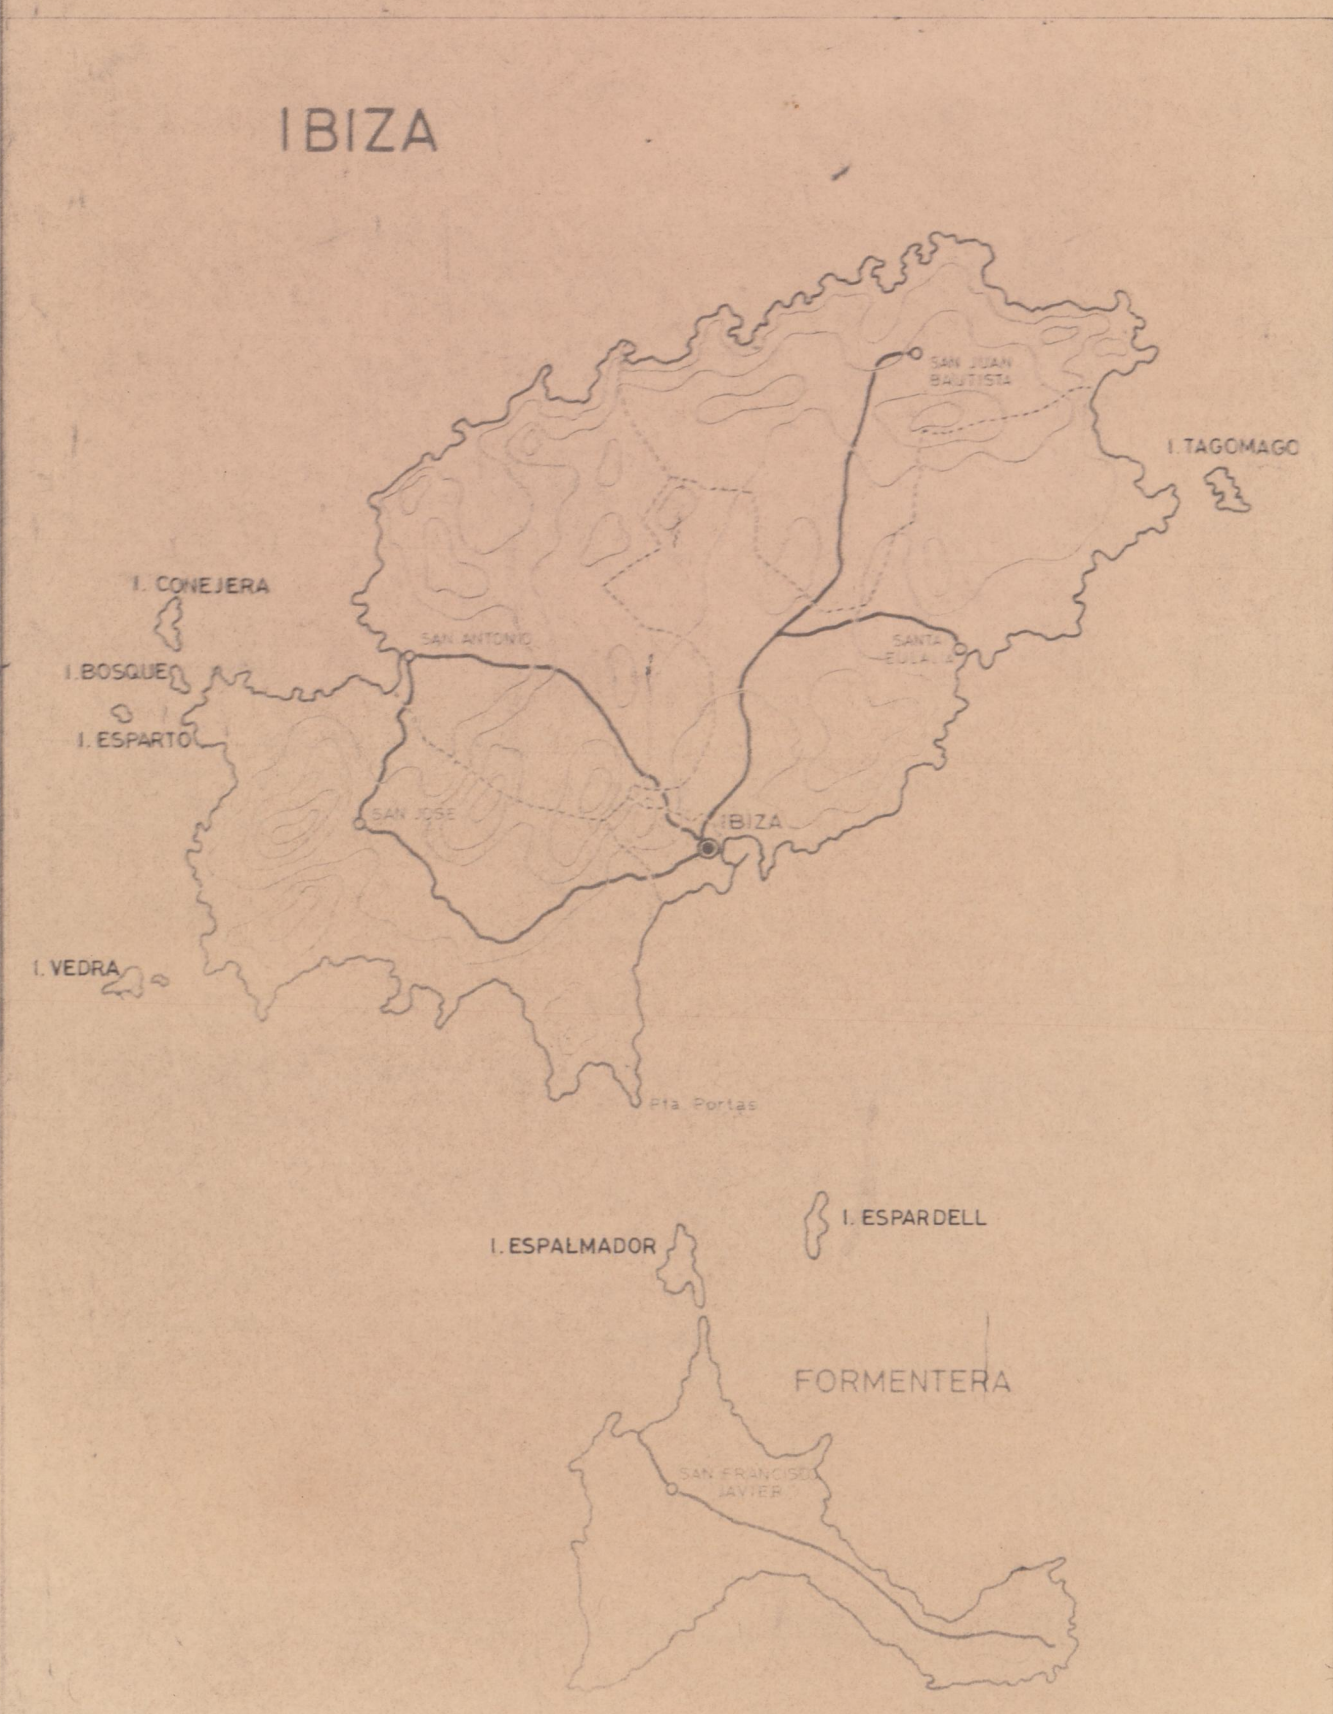 IBIZA
SAN JUAN
BAUTISTA
I. TAGOMAGO
I. CONEJERA
SAN ANTONIO
SANTA
EULALIA
I. BOSQUE
I. ESPARTO
SAN JOSE
IBIZA
I. VEDRA
Pta Portas
I. ESPARDELL
I. ESPALMADOR
FORMENTERA
SAN FRANCISCO
JAVIER